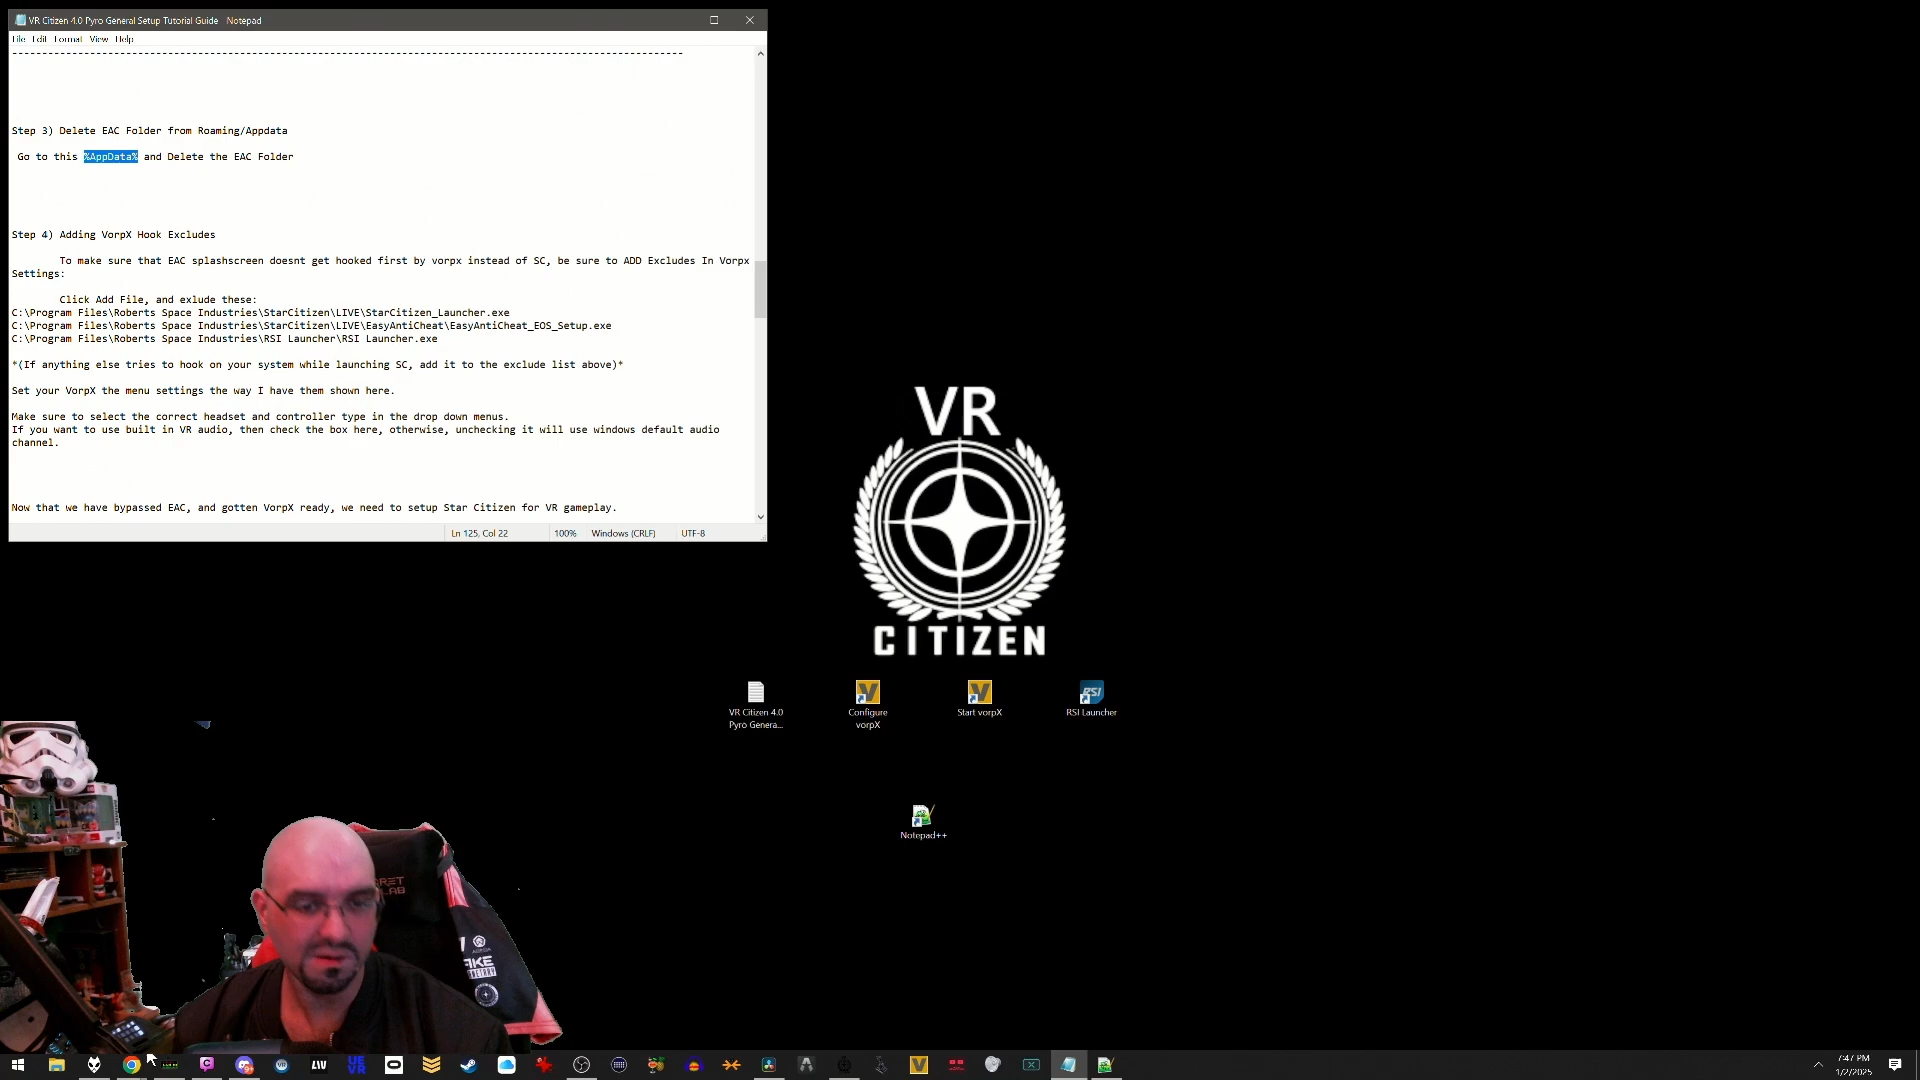 VR Citizen 4.0 Pyro General Setup Tutorial Guide - Notepad
File Edit Format View Help
--------------------------------------------------------------------------------------------------------------
Step 3) Delete EAC Folder from Roaming/Appdata
Go to this %AppData% and Delete the EAC Folder
Step 4) Adding VorpX Hook Excludes
To make sure that EAC splashscreen doesnt get hooked first by vorpx instead of SC, be sure to ADD Excludes In Vorpx
Settings:
Click Add File, and exlude these:
C:\Program Files\Roberts Space Industries\StarCitizen\LIVE\StarCitizen_Launcher.exe
C:\Program Files\Roberts Space Industries\StarCitizen\LIVE\EasyAntiCheat\EasyAntiCheat_EOS_Setup.exe
C:\Program Files\Roberts Space Industries\RSI Launcher\RSI Launcher.exe
*(If anything else tries to hook on your system while launching SC, add it to the exclude list above)*
Set your VorpX the menu settings the way I have them shown here.
Make sure to select the correct headset and controller type in the drop down menus.
If you want to use built in VR audio, then check the box here, otherwise, unchecking it will use windows default audio
channel.
Now that we have bypassed EAC, and gotten VorpX ready, we need to setup Star Citizen for VR gameplay.
Ln 125, Col 22 100% Windows (CRLF) UTF-8
VR
CITIZEN
VR Citizen 4.0
Pyro Genera...
Configure
vorpX
Start vorpX
RSI Launcher
RSI
Notepad++
LIV
UE
VR
7:47 PM
1/2/2025